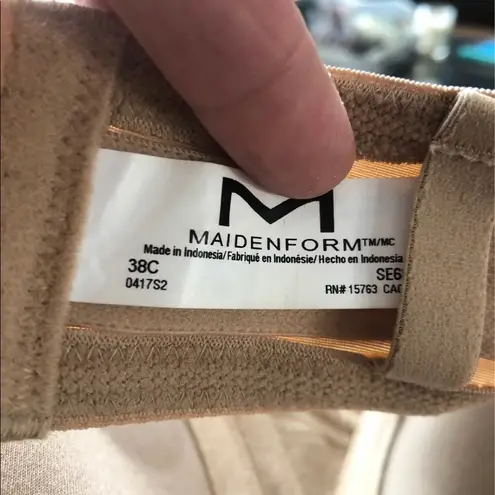 M
MAIDENFORM™/MC
Made in Indonesia/Fabriqué en Indonésie/Hecho en Indonesia
38C
0417S2
RN# 15763